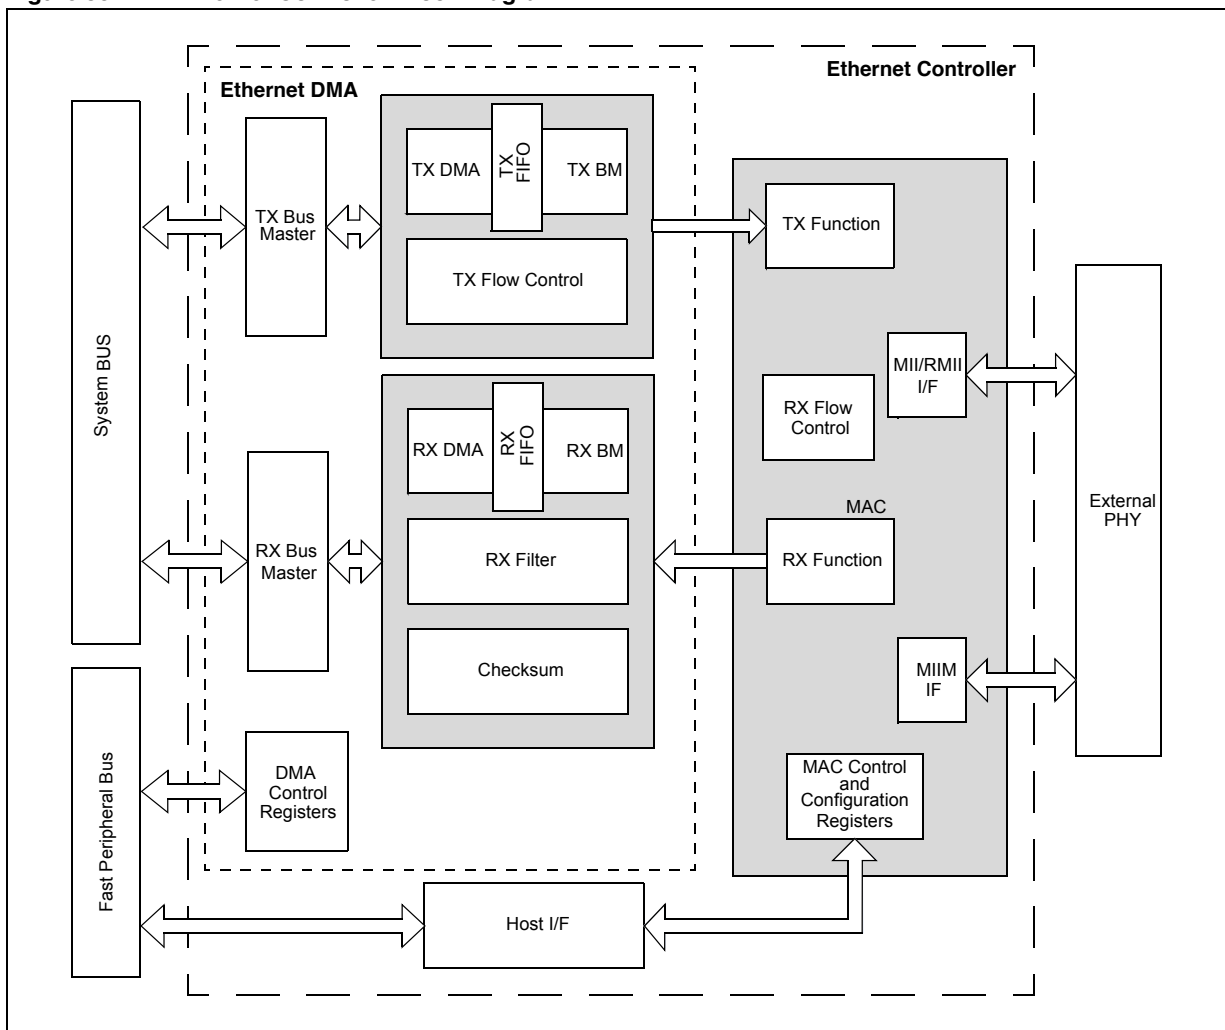 Ethernet Controller
Ethernet DMA
TX DMA
TX
FIFO
TX BM
TX Bus
Master
TX Flow Control
TX Function
System BUS
MII/RMII
I/F
RX Flow
Control
RX DMA
RX
FIFO
RX BM
External
PHY
MAC
RX Bus
Master
RX Filter
RX Function
Checksum
MIIM
IF
Fast Peripheral Bus
DMA
Control
Registers
MAC Control
and
Configuration
Registers
Host I/F